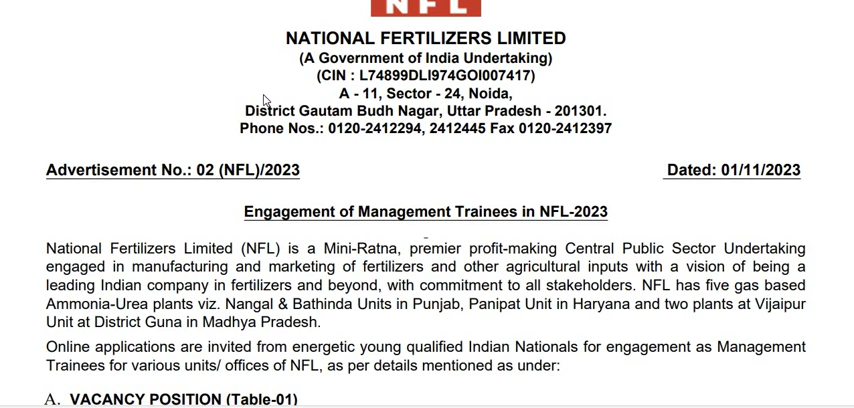 NFL
NATIONAL FERTILIZERS LIMITED
(A Government of India Undertaking)
(CIN : L74899DLI974GOI007417)
A - 11, Sector - 24, Noida,
District Gautam Budh Nagar, Uttar Pradesh - 201301.
Phone Nos.: 0120-2412294, 2412445 Fax 0120-2412397
Advertisement No.: 02 (NFL)/2023 Dated: 01/11/2023
Engagement of Management Trainees in NFL-2023
National Fertilizers Limited (NFL) is a Mini-Ratna, premier profit-making Central Public Sector Undertaking
engaged in manufacturing and marketing of fertilizers and other agricultural inputs with a vision of being a
leading Indian company in fertilizers and beyond, with commitment to all stakeholders. NFL has five gas based
Ammonia-Urea plants viz. Nangal & Bathinda Units in Punjab, Panipat Unit in Haryana and two plants at Vijaipur
Unit at District Guna in Madhya Pradesh.
Online applications are invited from energetic young qualified Indian Nationals for engagement as Management
Trainees for various units/ offices of NFL, as per details mentioned as under:
A. VACANCY POSITION (Table-01)